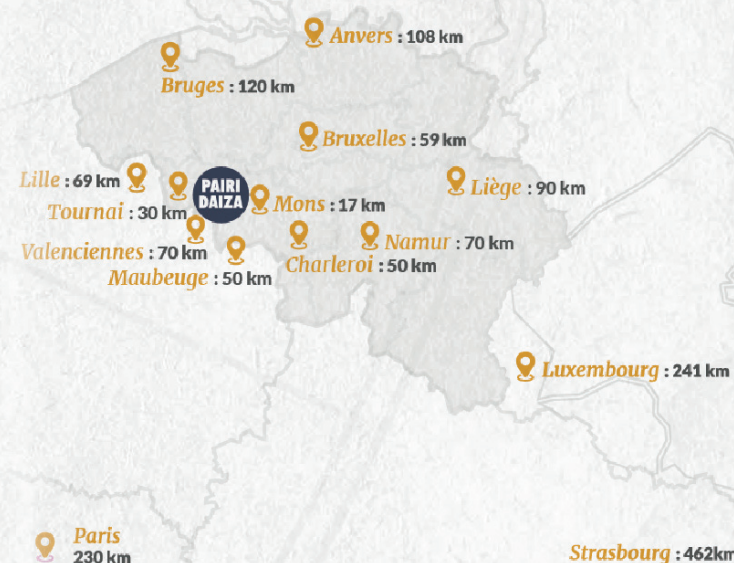 Anvers : 108 km
Bruges : 120 km
Bruxelles : 59 km
Lille : 69 km
PAIRI
DAIZA
Liège : 90 km
Tournai : 30 km
Mons : 17 km
Valenciennes : 70 km
Namur : 70 km
Charleroi : 50 km
Maubeuge : 50 km
Luxembourg : 241 km
Paris
230 km
Strasbourg : 462km